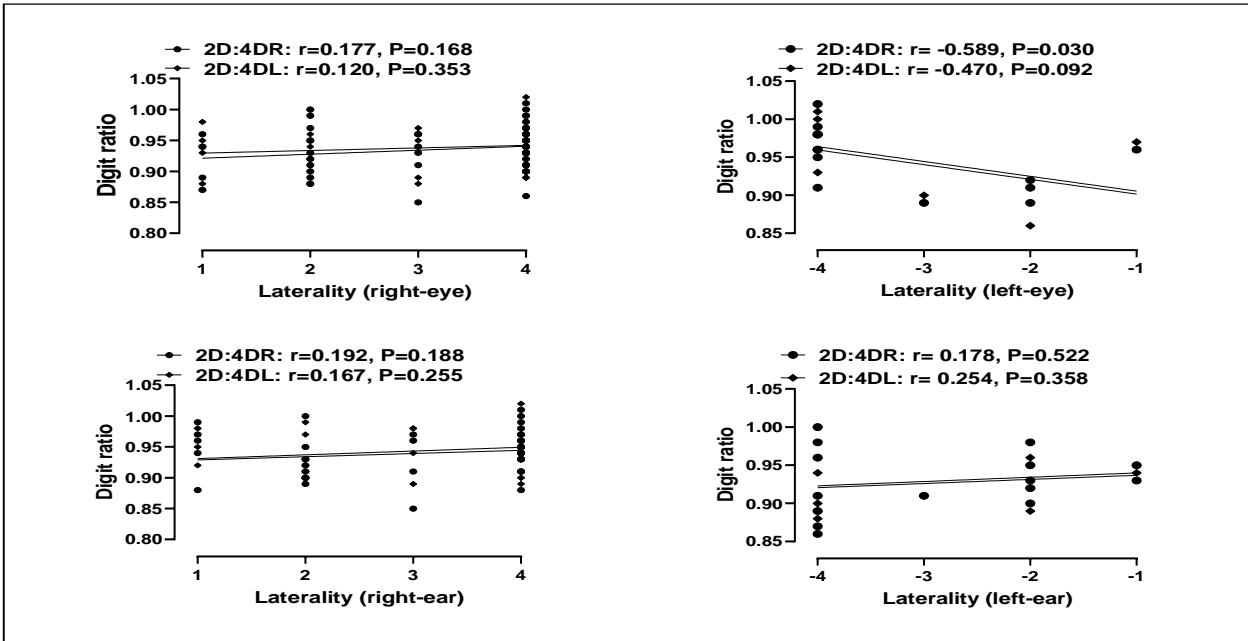 2D:4DR: r=0.177, P=0.168
2D:4DL: r=0.120, P=0.353
1.05
1.00
0.95
0.90
0.85
0.80
Digit ratio
1 2 3 4
Laterality (right-eye)
2D:4DR: r= -0.589, P=0.030
2D:4DL: r= -0.470, P=0.092
1.05
1.00
0.95
0.90
0.85
Digit ratio
-4 -3 -2 -1
Laterality (left-eye)
2D:4DR: r=0.192, P=0.188
2D:4DL: r=0.167, P=0.255
1.05
1.00
0.95
0.90
0.85
0.80
Digit ratio
1 2 3 4
Laterality (right-ear)
2D:4DR: r= 0.178, P=0.522
2D:4DL: r= 0.254, P=0.358
1.05
1.00
0.95
0.90
0.85
Digit ratio
-4 -3 -2 -1
Laterality (left-ear)